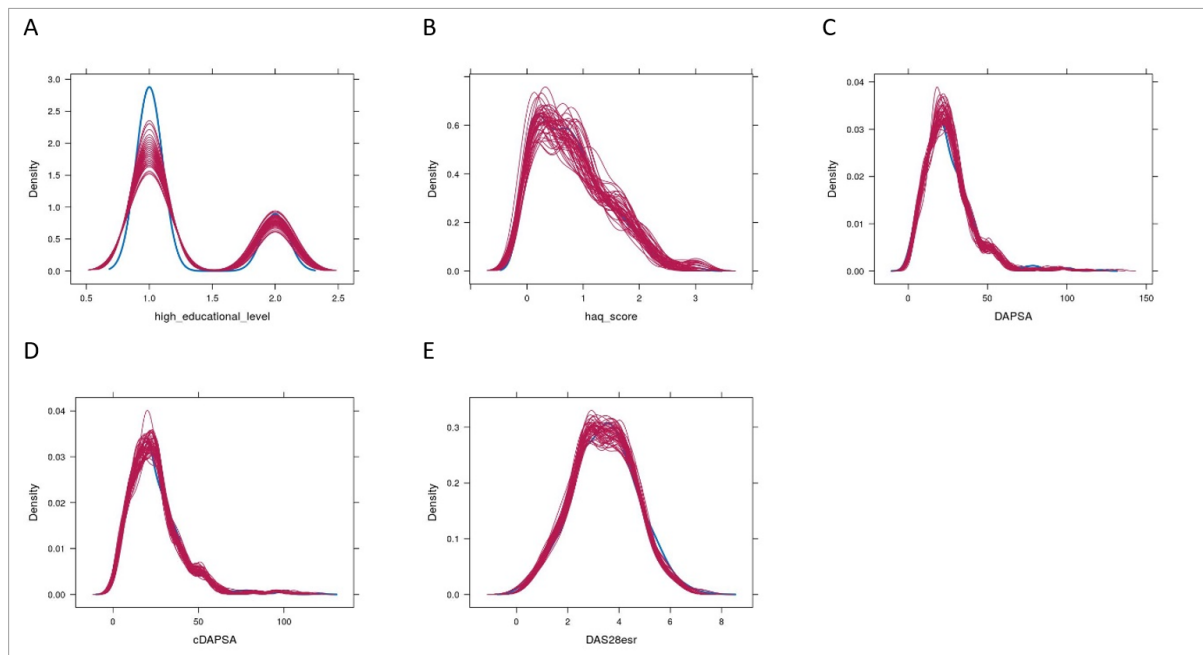 A
B
C
3.0
2.5
2.0
1.5
1.0
0.5
0.0
Density
0.5 1.0 1.5 2.0 2.5
high_educational_level
0.6
0.4
0.2
0.0
Density
0 1 2 3
haq_score
0.04
0.03
0.02
0.01
0.00
Density
0 50 100 150
DAPSA
D
E
0.04
0.03
0.02
0.01
0.00
Density
0 50 100
cDAPSA
0.3
0.2
0.1
0.0
Density
0 2 4 6 8
DAS28esr